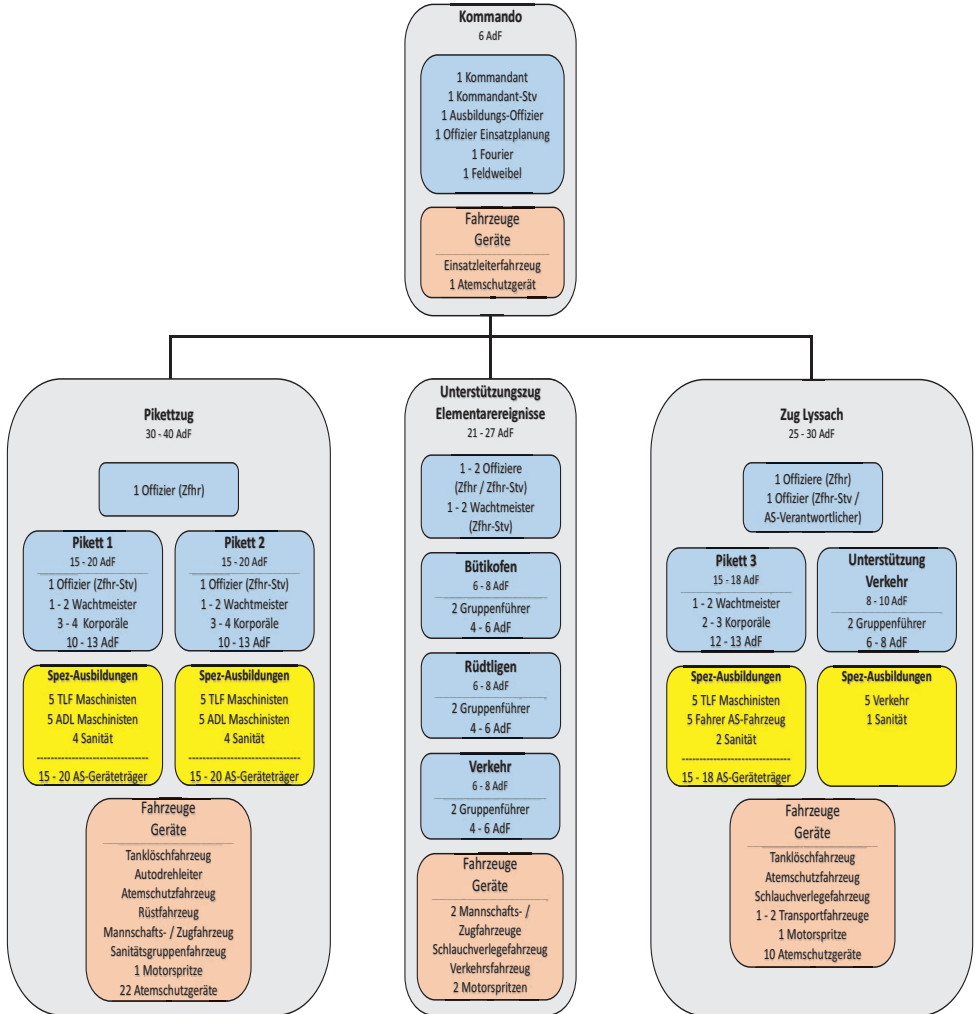 Kommando
6 AdF
1 Kommandant
1 Kommandant-Stv
1 Ausbildungs-Offizier
1 Offizier Einsatzplanung
1 Fourier
1 Feldweibel
Fahrzeuge
Geräte
Einsatzleiterfahrzeug
1 Atemschutzgerät
Pikettzug
30 - 40 AdF
1 Offizier (Zfhr)
Pikett 1
15 - 20 AdF
1 Offizier (Zfhr-Stv)
1 - 2 Wachtmeister
3 - 4 Korporäle
10 - 13 AdF
Spez-Ausbildungen
5 TLF Maschinisten
5 ADL Maschinisten
4 Sanität
--------------------------------
15 - 20 AS-Geräteträger
Pikett 2
15 - 20 AdF
1 Offizier (Zfhr-Stv)
1 - 2 Wachtmeister
3 - 4 Korporäle
10 - 13 AdF
Spez-Ausbildungen
5 TLF Maschinisten
5 ADL Maschinisten
4 Sanität
--------------------------------
15 - 20 AS-Geräteträger
Fahrzeuge
Geräte
Tanklöschfahrzeug
Autodrehleiter
Atemschutzfahrzeug
Rüstfahrzeug
Mannschafts- / Zugfahrzeug
Sanitätsgruppenfahrzeug
1 Motorspritze
22 Atemschutzgeräte
Unterstützungszug
Elementarereignisse
21 - 27 AdF
1 - 2 Offiziere
(Zfhr / Zfhr-Stv)
1 - 2 Wachtmeister
(Zfhr-Stv)
Bütikofen
6 - 8 AdF
2 Gruppenführer
4 - 6 AdF
Rüdtligen
6 - 8 AdF
2 Gruppenführer
4 - 6 AdF
Verkehr
6 - 8 AdF
2 Gruppenführer
4 - 6 AdF
Fahrzeuge
Geräte
2 Mannschafts- /
Zugfahrzeuge
Schlauchverlegefahrzeug
Verkehrsfahrzeug
2 Motorspritzen
Zug Lyssach
25 - 30 AdF
1 Offiziere (Zfhr)
1 Offizier (Zfhr-Stv /
AS-Verantwortlicher)
Pikett 3
15 - 18 AdF
1 - 2 Wachtmeister
2 - 3 Korporäle
12 - 13 AdF
Spez-Ausbildungen
5 TLF Maschinisten
5 Fahrer AS-Fahrzeug
2 Sanität
--------------------------------
15 - 18 AS-Geräteträger
Unterstützung
Verkehr
8 - 10 AdF
2 Gruppenführer
6 - 8 AdF
Spez-Ausbildungen
5 Verkehr
1 Sanität
Fahrzeuge
Geräte
Tanklöschfahrzeug
Atemschutzfahrzeug
Schlauchverlegefahrzeug
1 - 2 Transportfahrzeuge
1 Motorspritze
10 Atemschutzgeräte